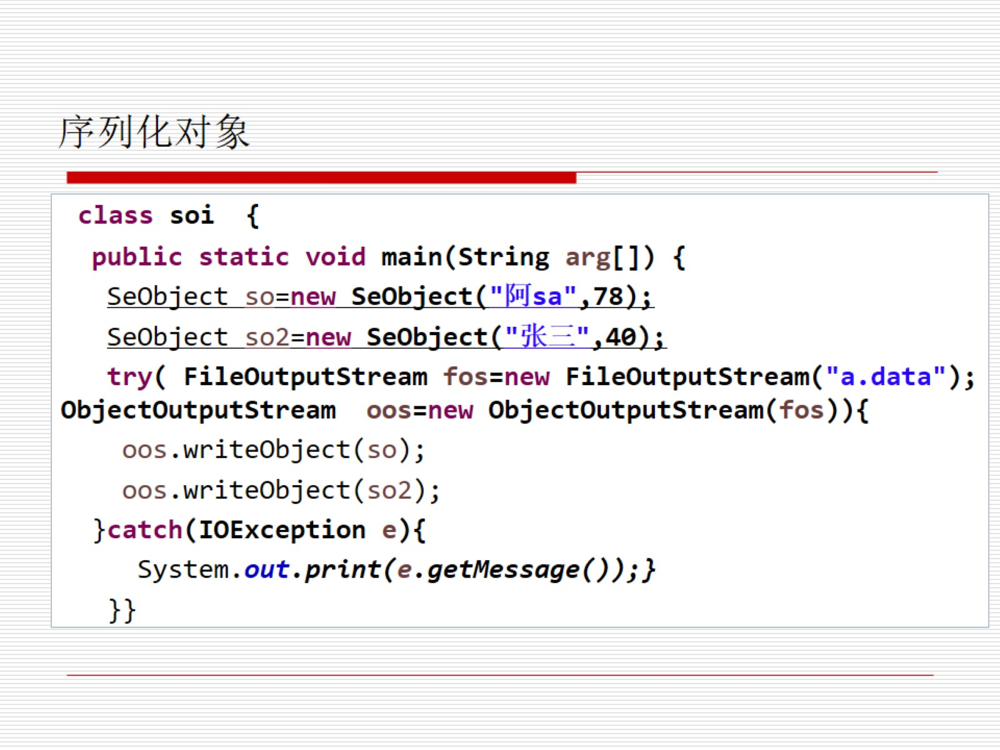 序列化对象
class soi  {
public static void main(String arg[]) {
SeObject so=new SeObject("阿sa",78);
SeObject so2=new SeObject("张三",40);
try( FileOutputStream fos=new FileOutputStream("a.data");
ObjectOutputStream  oos=new ObjectOutputStream(fos)){
oos.writeObject(so);
oos.writeObject(so2);
}catch(IOException e){
System.out.print(e.getMessage());}
}}